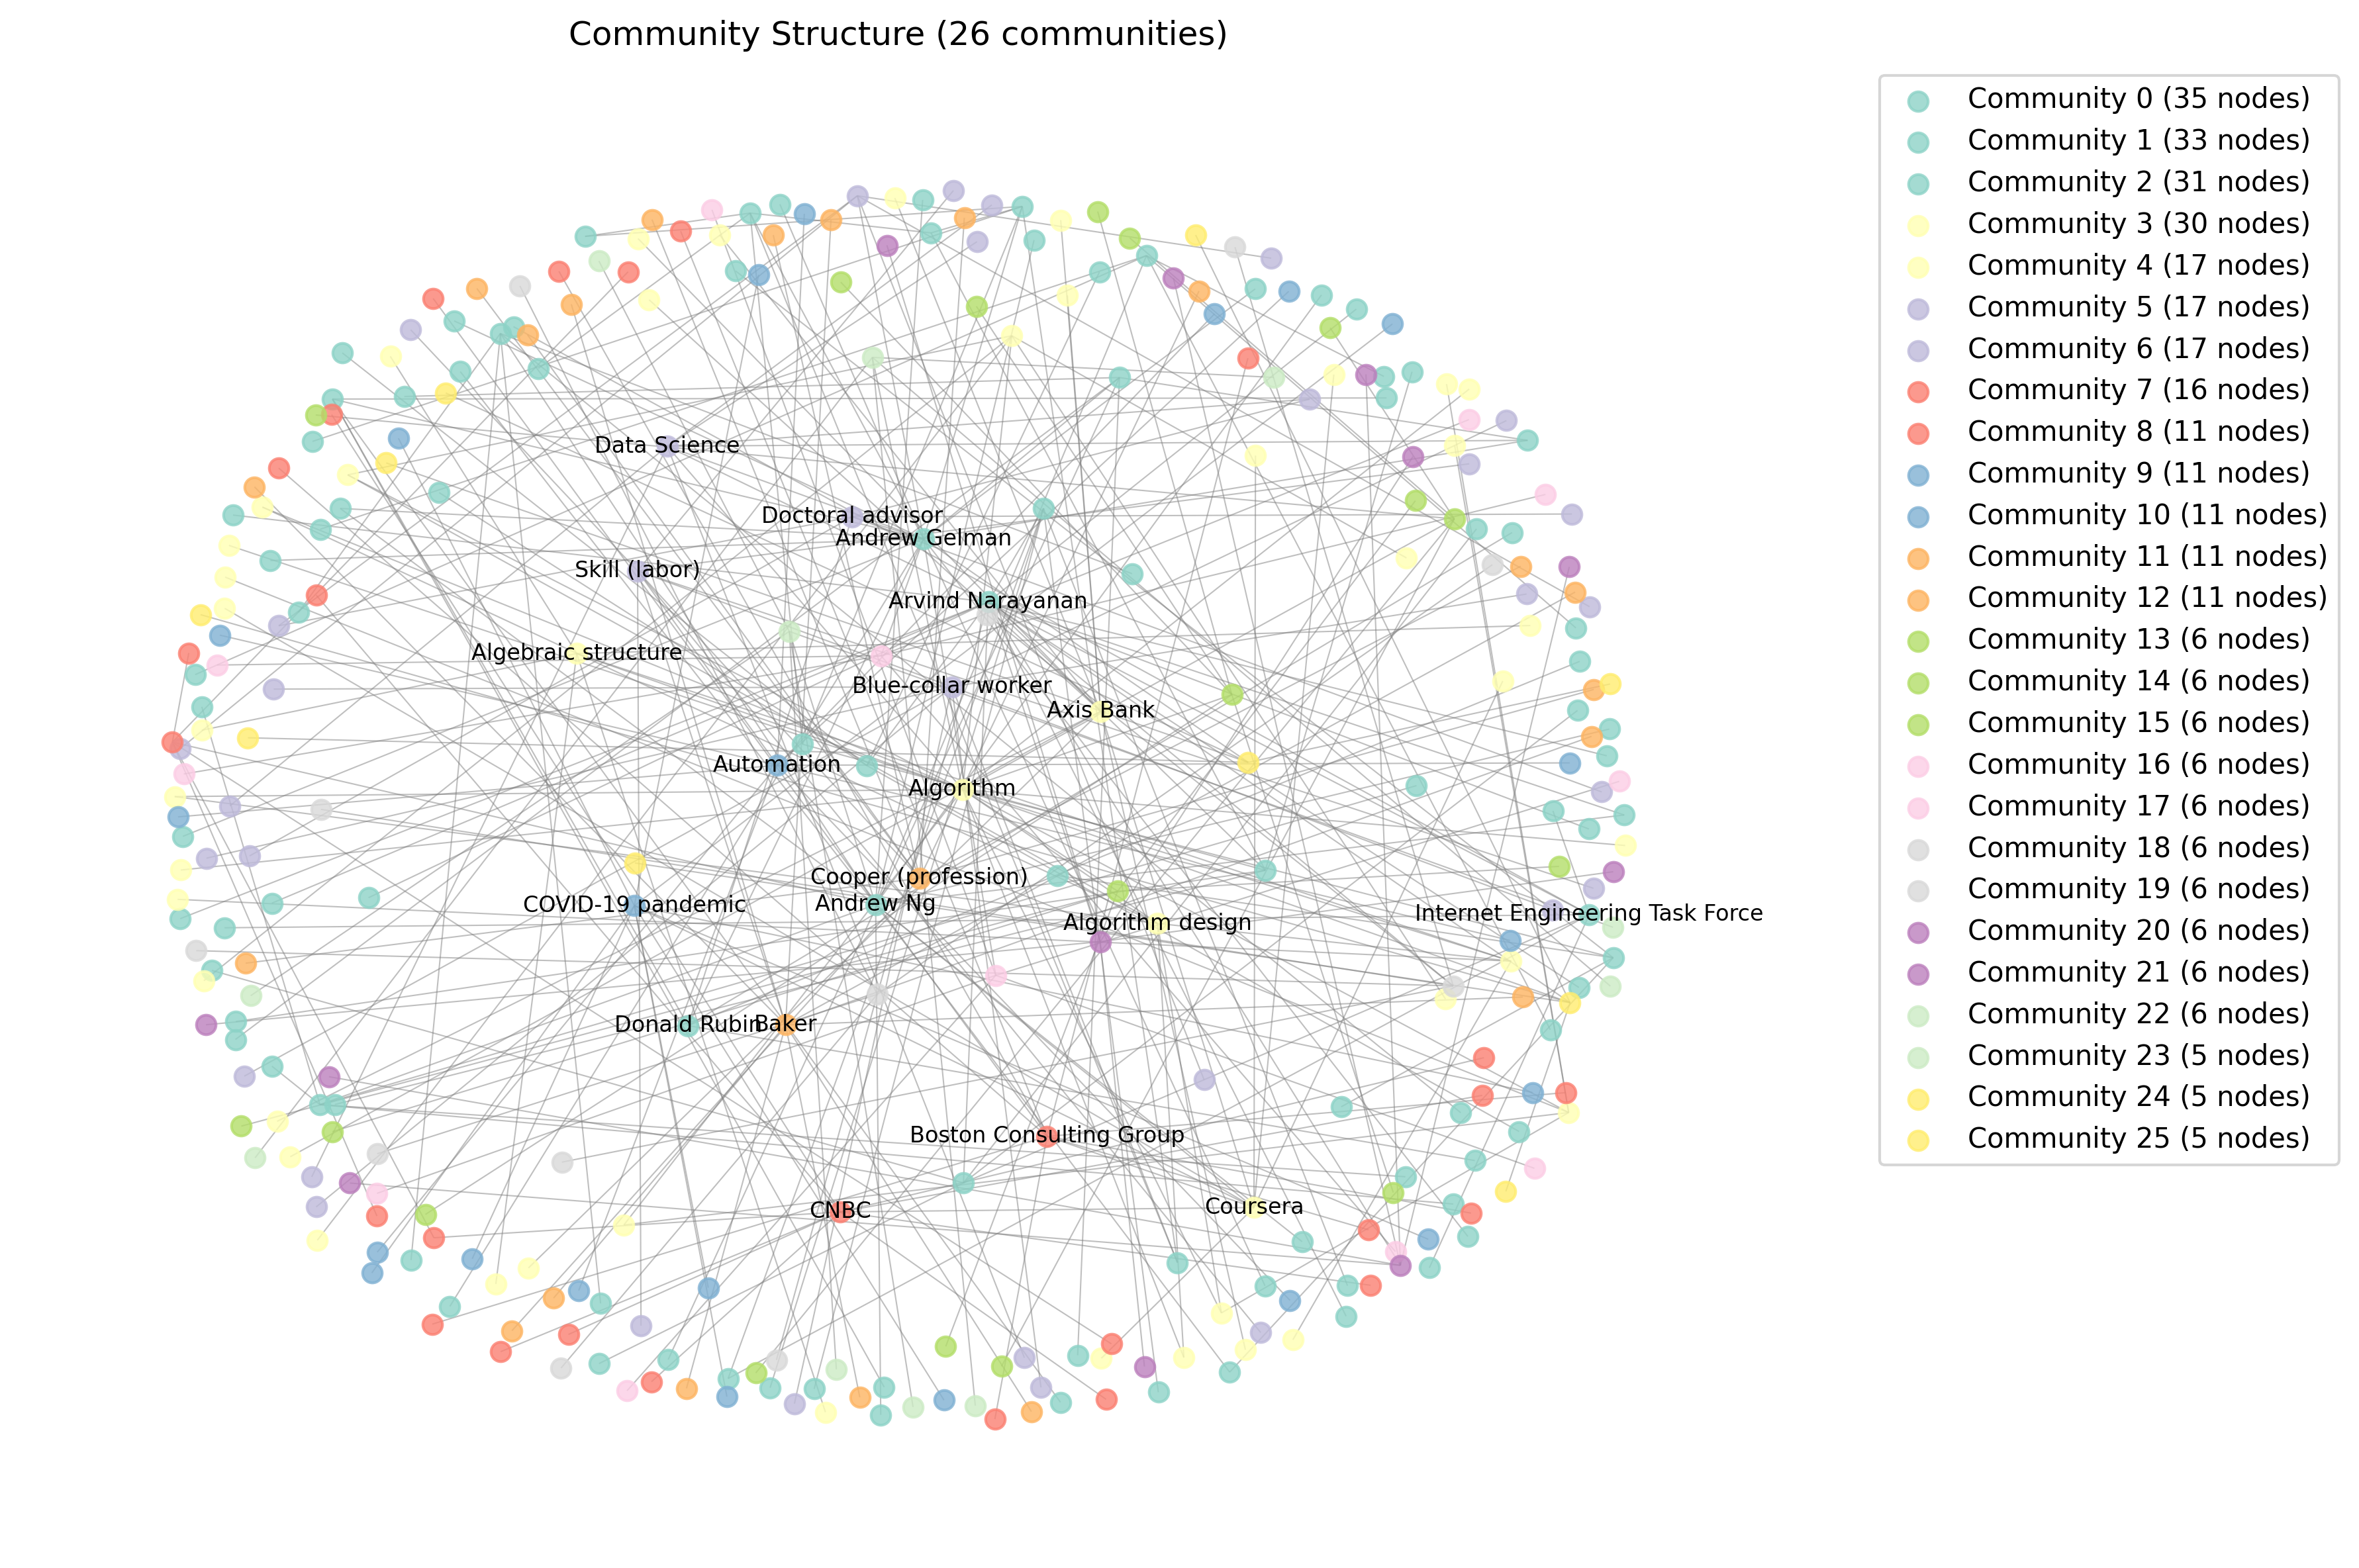 Community Structure (26 communities)
Data Science
Doctoral advisor
Andrew Gelman
Skill (labor)
Arvind Narayanan
Algebraic structure
Blue-collar worker
Axis Bank
Automation
Algorithm
Cooper (profession)
COVID-19 pandemic
Andrew Ng
Algorithm design
Internet Engineering Task Force
Donald Rubin
Baker
Boston Consulting Group
CNBC
Coursera
Community 0 (35 nodes)
Community 1 (33 nodes)
Community 2 (31 nodes)
Community 3 (30 nodes)
Community 4 (17 nodes)
Community 5 (17 nodes)
Community 6 (17 nodes)
Community 7 (16 nodes)
Community 8 (11 nodes)
Community 9 (11 nodes)
Community 10 (11 nodes)
Community 11 (11 nodes)
Community 12 (11 nodes)
Community 13 (6 nodes)
Community 14 (6 nodes)
Community 15 (6 nodes)
Community 16 (6 nodes)
Community 17 (6 nodes)
Community 18 (6 nodes)
Community 19 (6 nodes)
Community 20 (6 nodes)
Community 21 (6 nodes)
Community 22 (6 nodes)
Community 23 (5 nodes)
Community 24 (5 nodes)
Community 25 (5 nodes)